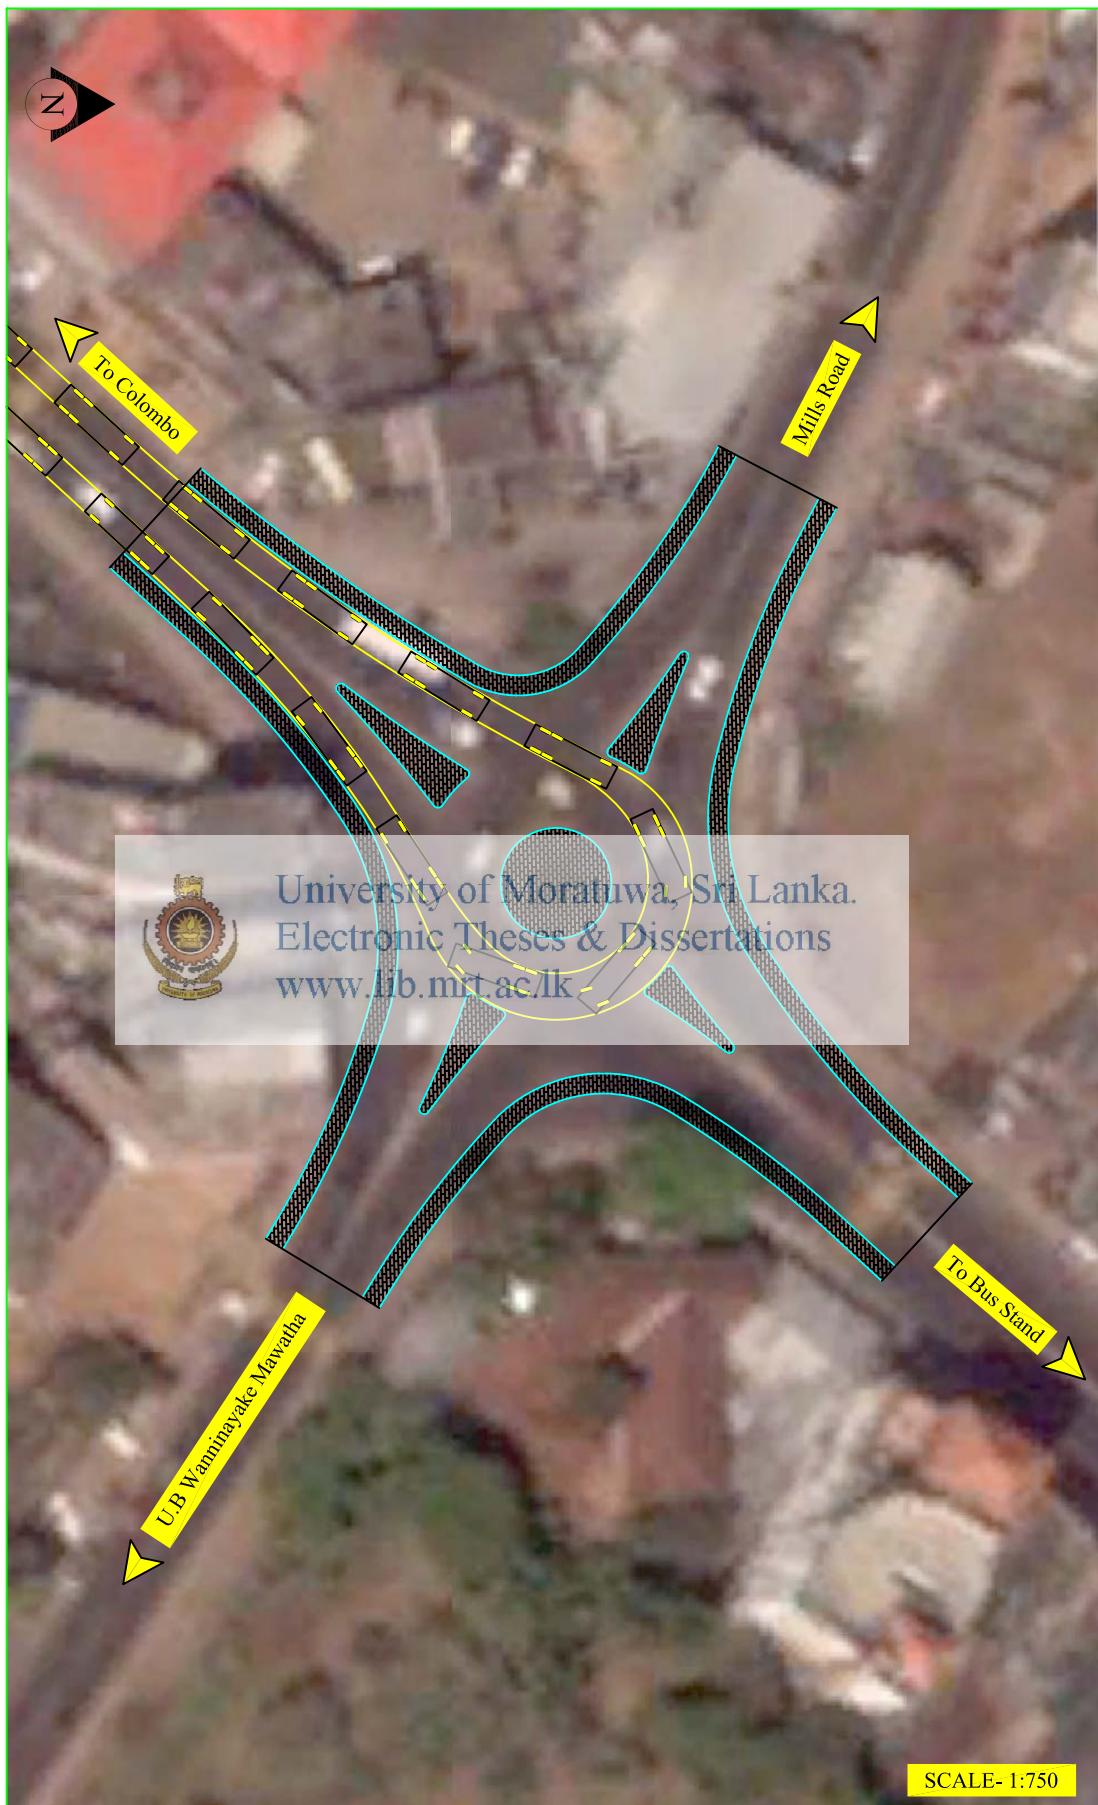 N
To Colombo
Mills Road
University of Moratuwa, Sri Lanka.
Electronic Theses & Dissertations
www.lib.mrt.ac.lk
To Bus Stand
U.B Wanninayake Mawatha
SCALE- 1:750